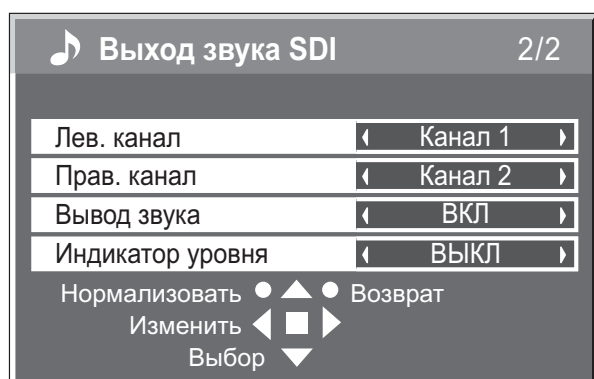 Выход звука SDI 2/2
Лев. канал Канал 1
Прав. канал Канал 2
Вывод звука ВКЛ
Индикатор уровня ВЫКЛ
Нормализовать Возврат
Изменить
Выбор